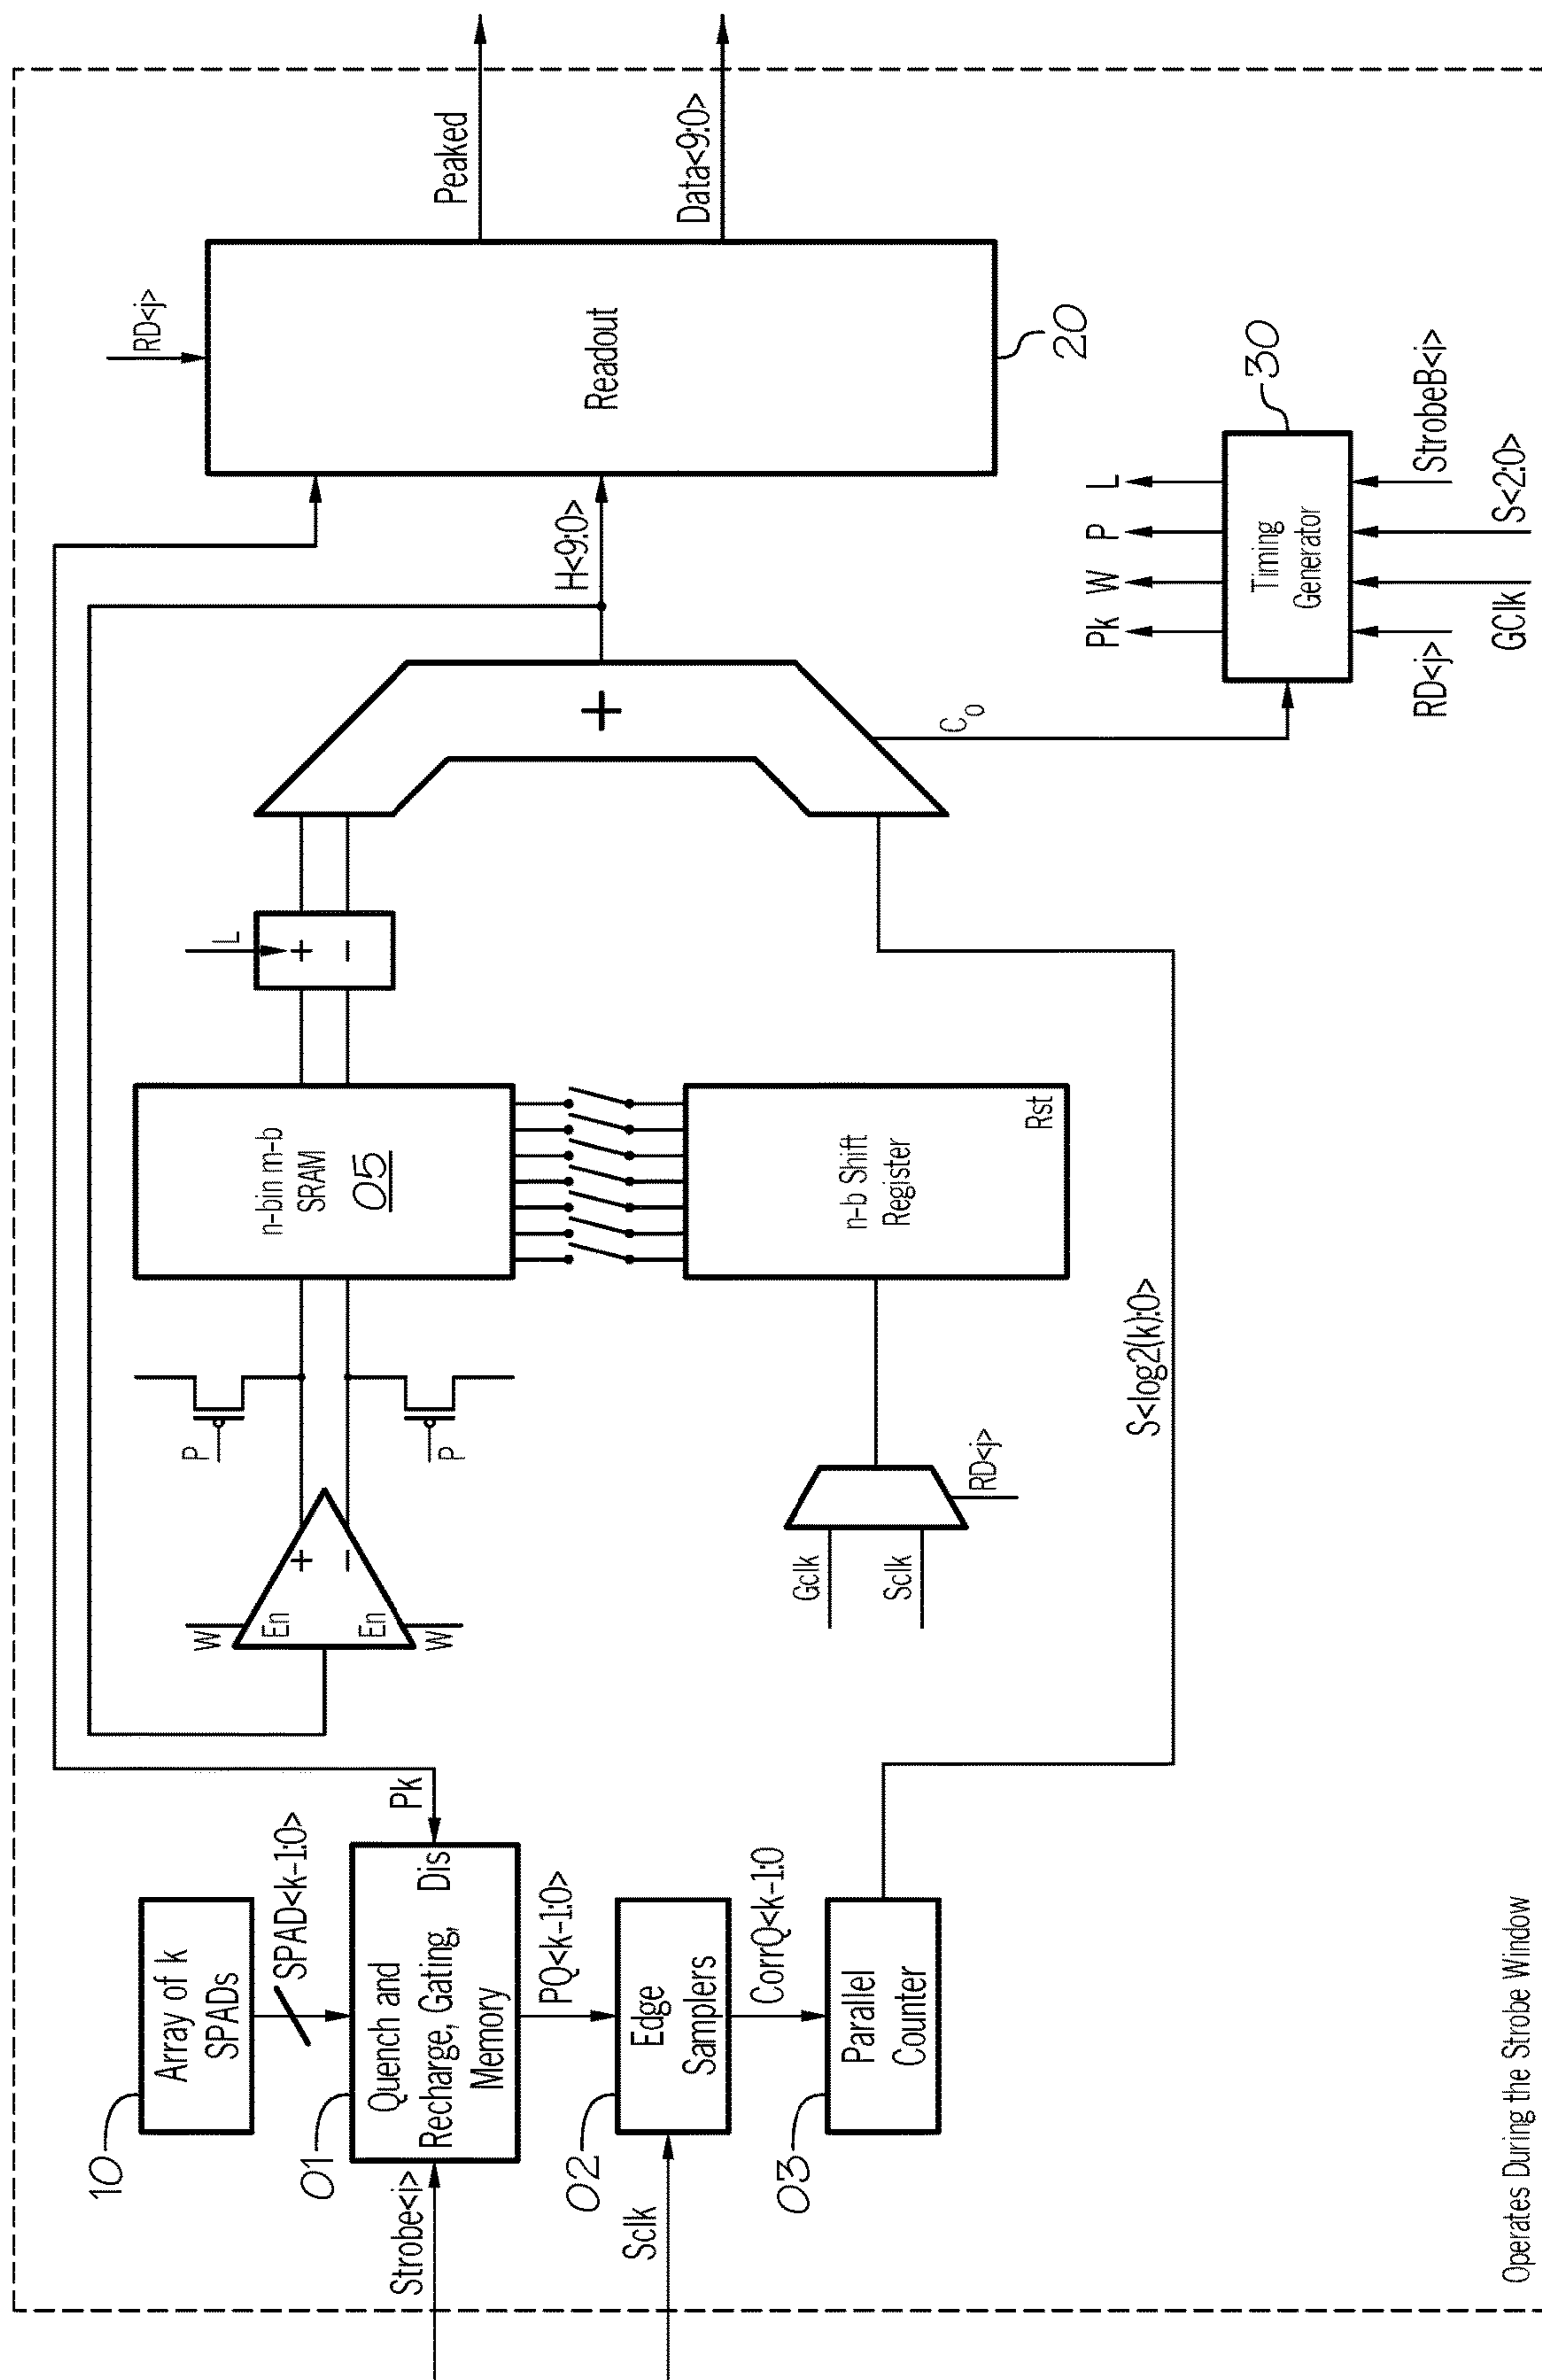 10
Array of k
SPADs
SPAD<k-1:0>
01
Strobe<i>
Quench and
Recharge, Gating,
Memory
Dis
Pk
PQ<k-1:0>
02
Sclk
Edge
Samplers
CorrQ<k-1:0
03
Parallel
Counter
W
En
+
-
En
W
P
P
n-bin m-b
SRAM
05
L
+
-
Gclk
Sclk
RD<j>
n-b Shift
Register
Rst
S<log2(k):0>
+
C0
H<9:0>
RD<j>
Readout
20
Peaked
Data<9:0>
Pk
W
P
L
Timing
Generator
30
RD<j>
GClk
S<2:0>
StrobeB<i>
Operates During the Strobe Window